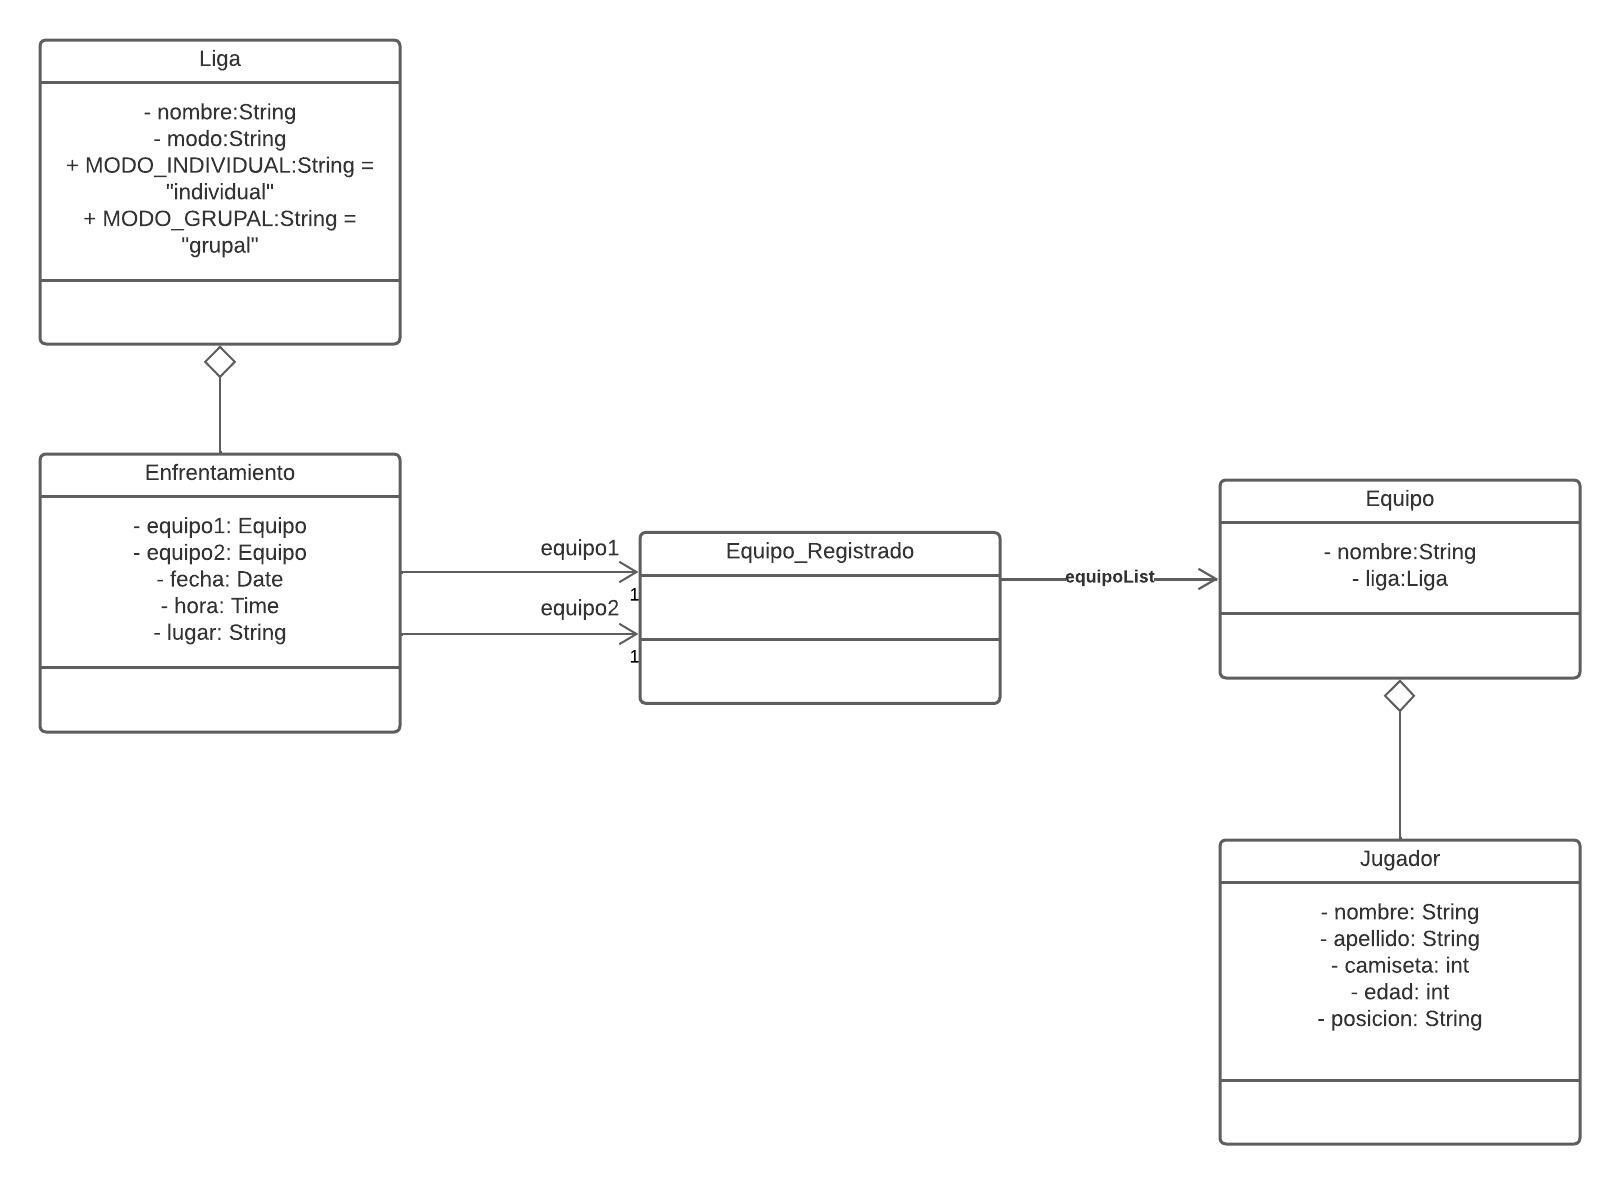 Liga
- nombre:String
- modo:String
+ MODO_INDIVIDUAL:String =
"individual"
+ MODO_GRUPAL:String =
"grupal"
Enfrentamiento
- equipo1: Equipo
- equipo2: Equipo
- fecha: Date
- hora: Time
- lugar: String
equipo1
1
equipo2
1
Equipo_Registrado
equipoList
Equipo
- nombre:String
- liga:Liga
Jugador
- nombre: String
- apellido: String
- camiseta: int
- edad: int
- posicion: String